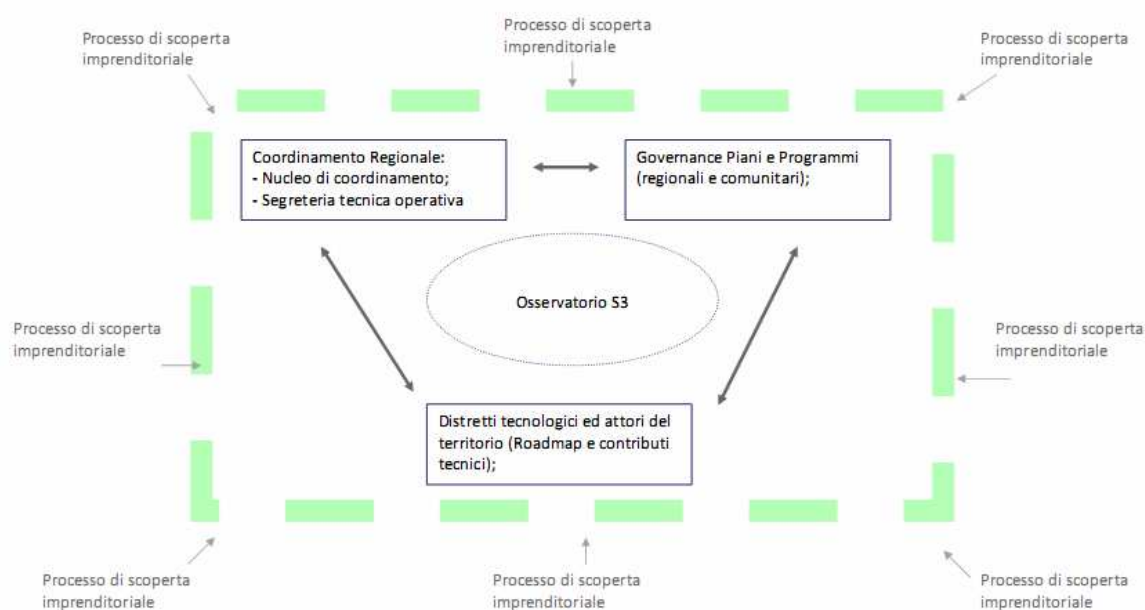 Processo di scoperta
imprenditoriale
Processo di scoperta
imprenditoriale
Processo di scoperta
imprenditoriale
Coordinamento Regionale:
- Nucleo di coordinamento;
- Segreteria tecnica operativa
Governance Piani e Programmi
(regionali e comunitari);
Osservatorio S3
Processo di scoperta
imprenditoriale
Processo di scoperta
imprenditoriale
Distretti tecnologici ed attori del
territorio (Roadmap e contributi
tecnici);
Processo di scoperta
imprenditoriale
Processo di scoperta
imprenditoriale
Processo di scoperta
imprenditoriale